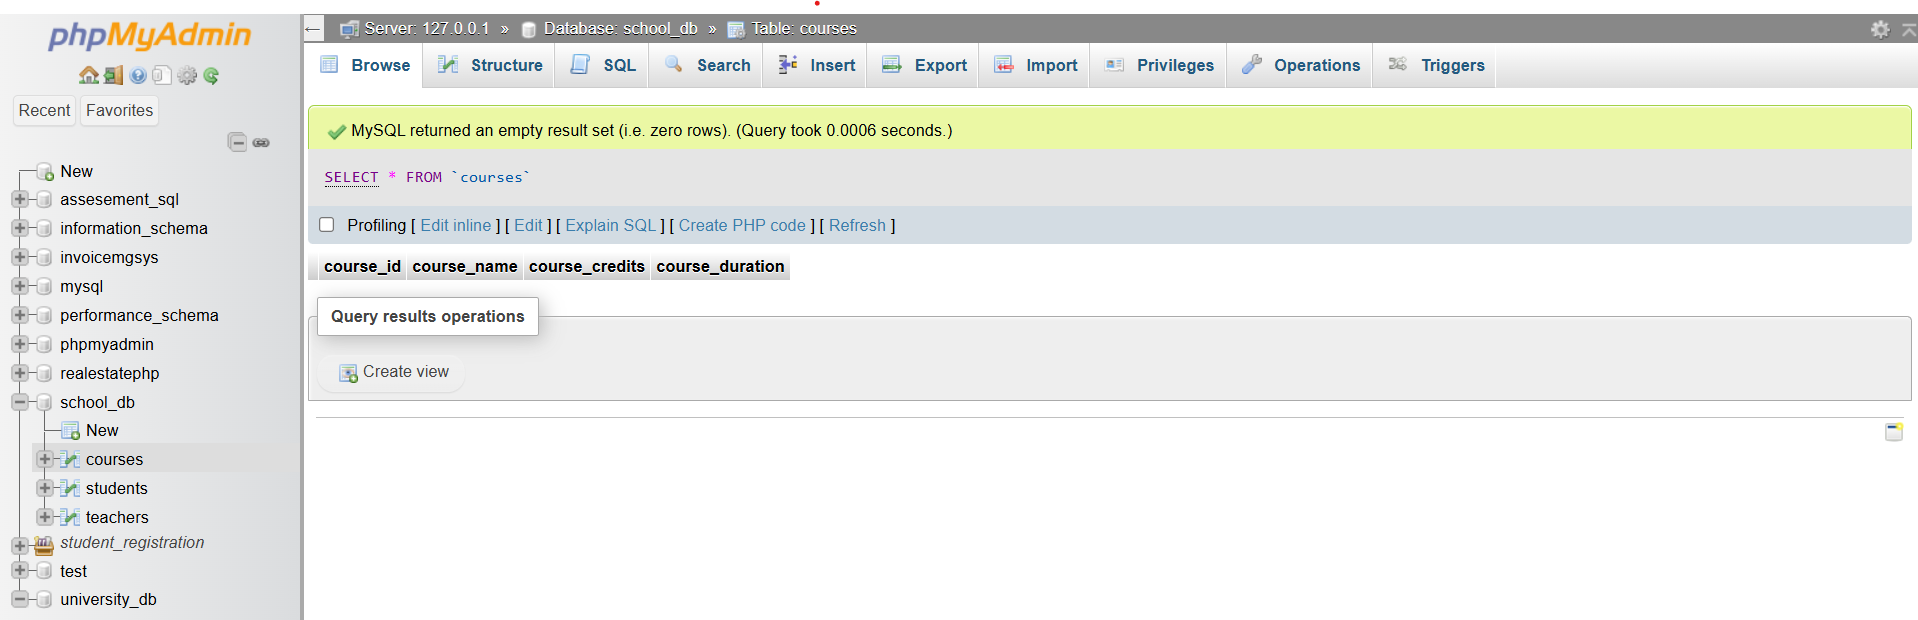 phpMyAdmin
Recent Favorites
New
assesement_sql
information_schema
invoicemgsys
mysql
performance_schema
phpmyadmin
realestatephp
school_db
New
courses
students
teachers
student_registration
test
university_db
Server: 127.0.0.1 » Database: school_db » Table: courses
Browse Structure SQL Search Insert Export Import Privileges Operations Triggers
MySQL returned an empty result set (i.e. zero rows). (Query took 0.0006 seconds.)
SELECT * FROM `courses`
Profiling [ Edit inline ] [ Edit ] [ Explain SQL ] [ Create PHP code ] [ Refresh ]
course_id course_name course_credits course_duration
Query results operations
Create view